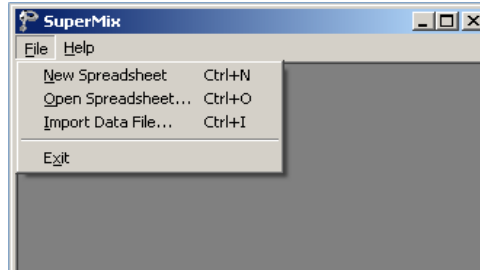 SuperMix
File Help
New Spreadsheet Ctrl+N
Open Spreadsheet... Ctrl+O
Import Data File... Ctrl+I
Exit